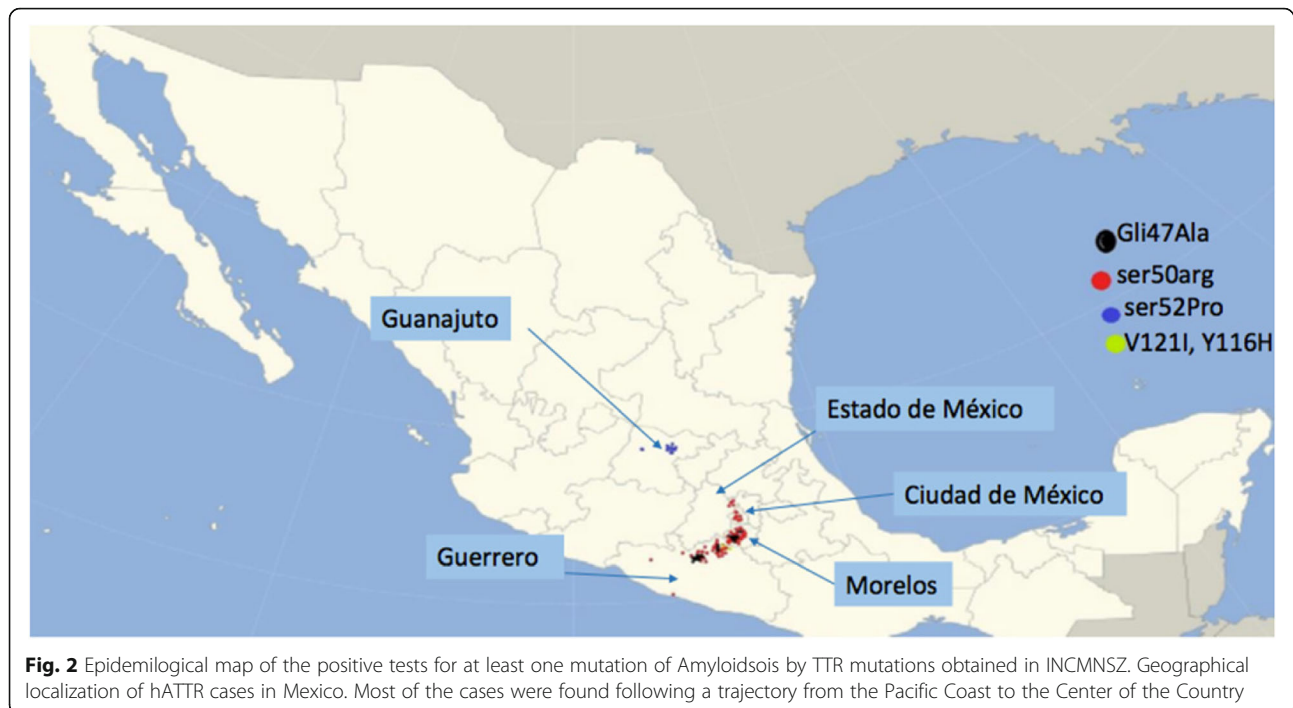 Gli47Ala
ser50arg
ser52Pro
V121I, Y116H
Guanajuto
Estado de México
Ciudad de México
Guerrero
Morelos
Fig. 2 Epidemilogical map of the positive tests for at least one mutation of Amyloidsois by TTR mutations obtained in INCMNSZ. Geographical
localization of hATTR cases in Mexico. Most of the cases were found following a trajectory from the Pacific Coast to the Center of the Country